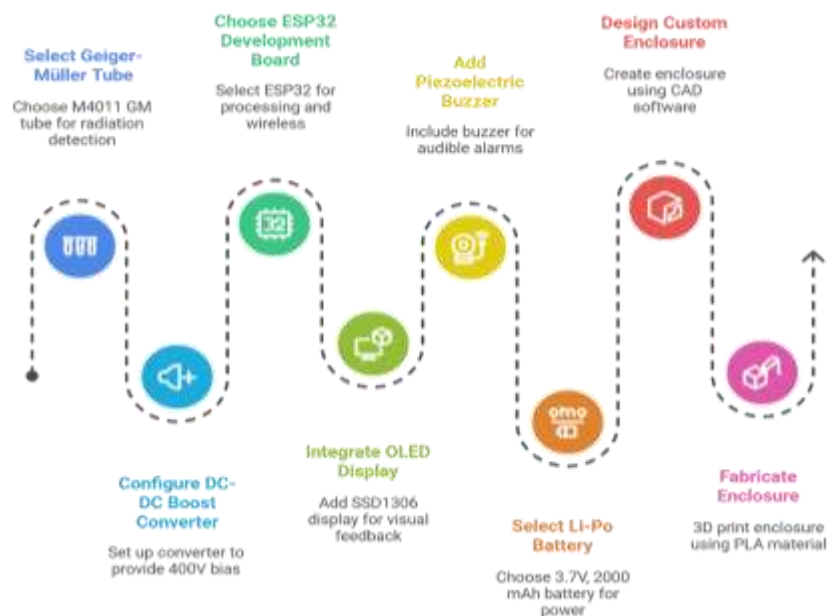 Select Geiger-
Müller Tube
Choose M4011 GM
tube for radiation
detection
Configure DC-
DC Boost
Converter
Set up converter to
provide 400V bias
Choose ESP32
Development
Board
Select ESP32 for
processing and
wireless
32
Integrate OLED
Display
Add SSD1306
display for visual
feedback
Add
Piezoelectric
Buzzer
Include buzzer for
audible alarms
Select Li-Po
Battery
Choose 3.7V, 2000
mAh battery for
power
Design Custom
Enclosure
Create enclosure
using CAD
software
Fabricate
Enclosure
3D print enclosure
using PLA material